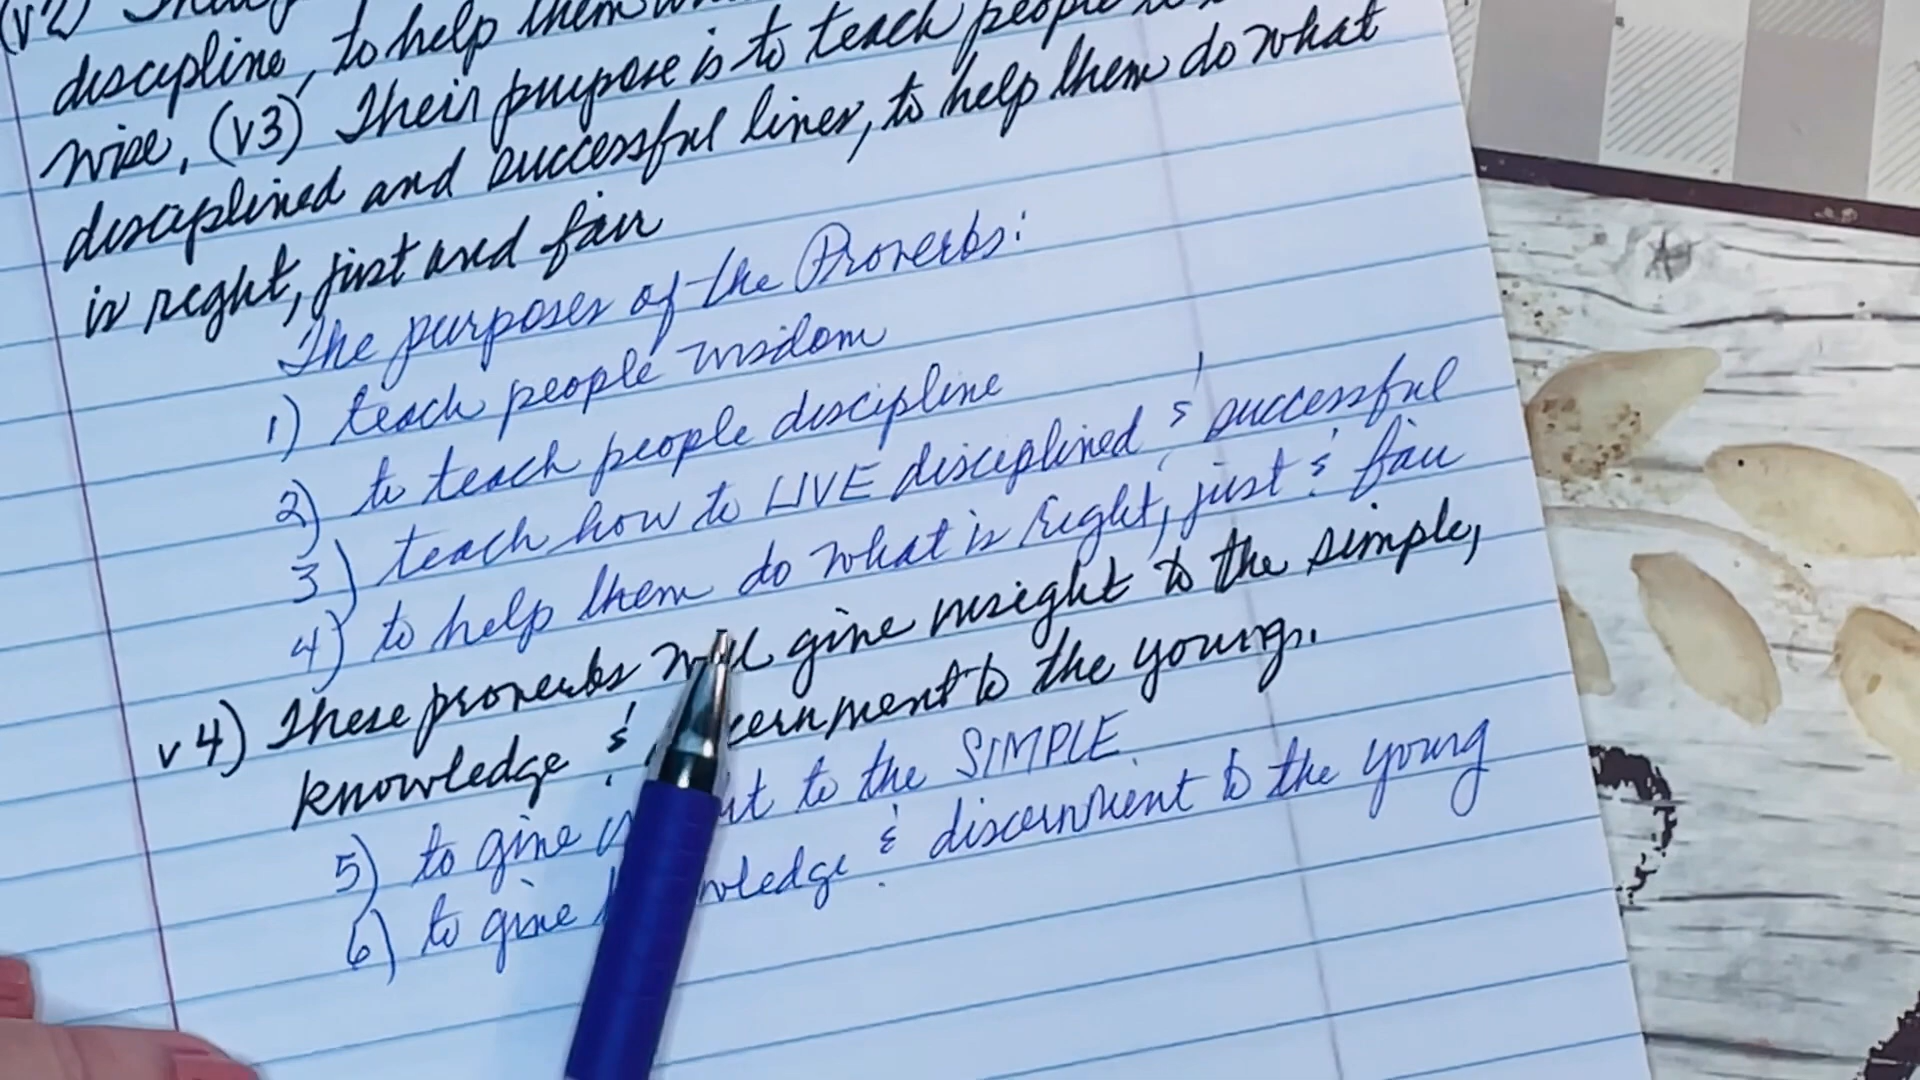 (v2)
discipline, to help them
wise. (v3) Their purpose is to teach people
disciplined and successful lives, to help them do what
is right, just and fair
The purposes of the Proverbs:
1) teach people wisdom
2) to teach people discipline
3) teach how to LIVE disciplined & successful
4) to help them do what is right, just & fair
v4) These proverbs will give insight to the simple,
knowledge & to the young.
5) to give to the SIMPLE.
6) to give & discernment to the young